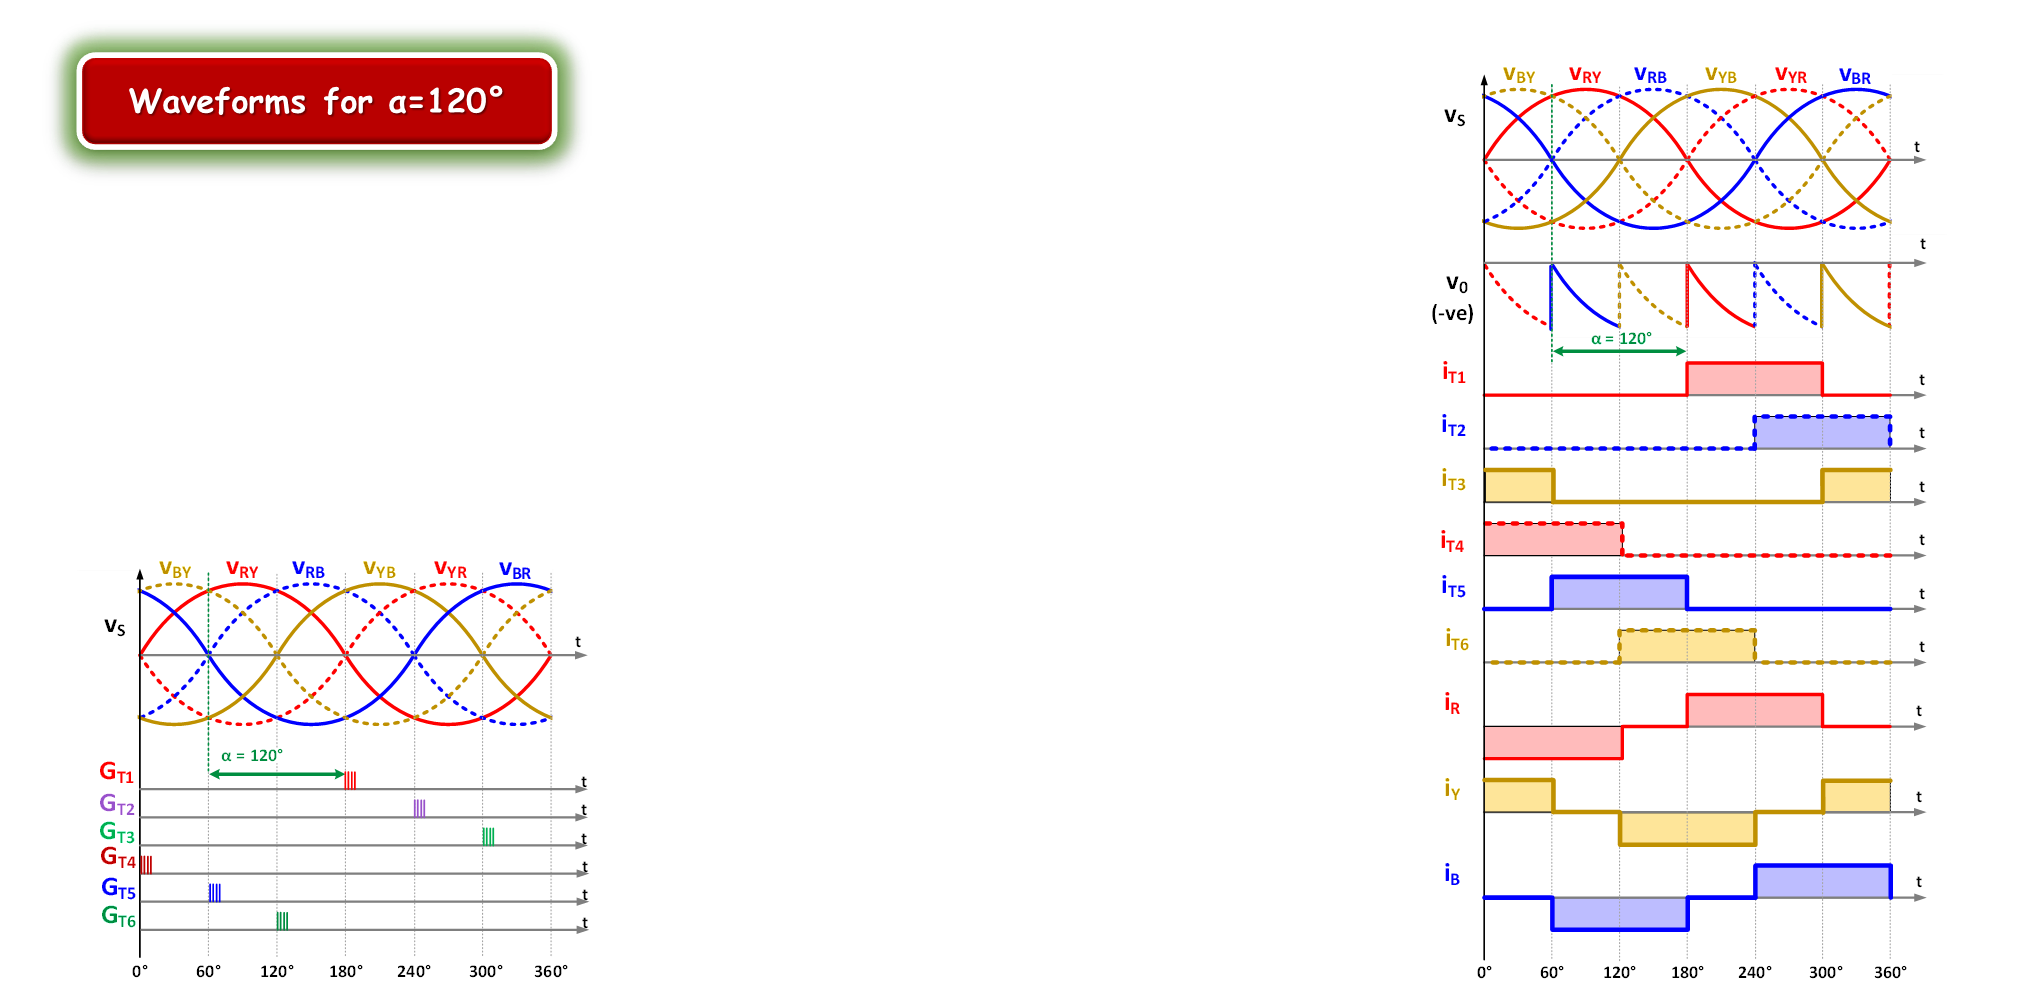 Waveforms for α=120°
vBY vRY vRB vYB vYR vBR
vS
t
α = 120°
GT1 t
GT2 t
GT3 t
GT4 t
GT5 t
GT6 t
0° 60° 120° 180° 240° 300° 360°
vBY vRY vRB vYB vYR vBR
vS
t
t
v0
(-ve)
α = 120°
iT1 t
iT2 t
iT3 t
iT4 t
iT5 t
iT6 t
iR t
iY t
iB t
0° 60° 120° 180° 240° 300° 360°